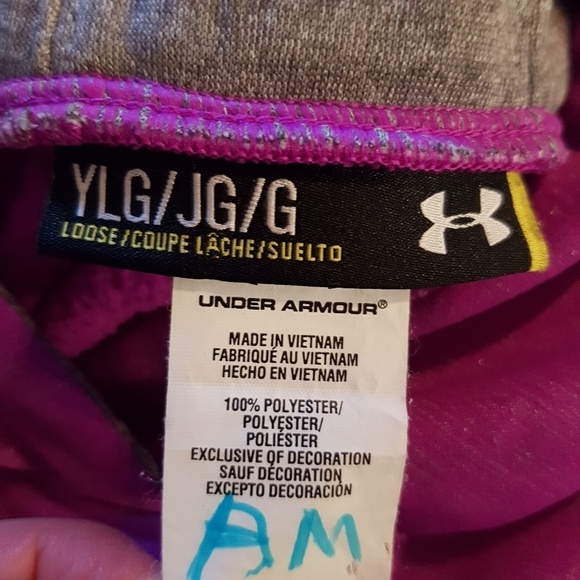 YLG/JG/G
LOOSE/COUPE LÂCHE/SUELTO
UNDER ARMOUR®
MADE IN VIETNAM
FABRIQUÉ AU VIETNAM
HECHO EN VIETNAM
100% POLYESTER/
POLYESTER/
POLIÉSTER
EXCLUSIVE OF DECORATION
SAUF DÉCORATION
EXCEPTO DECORACIÓN
AM